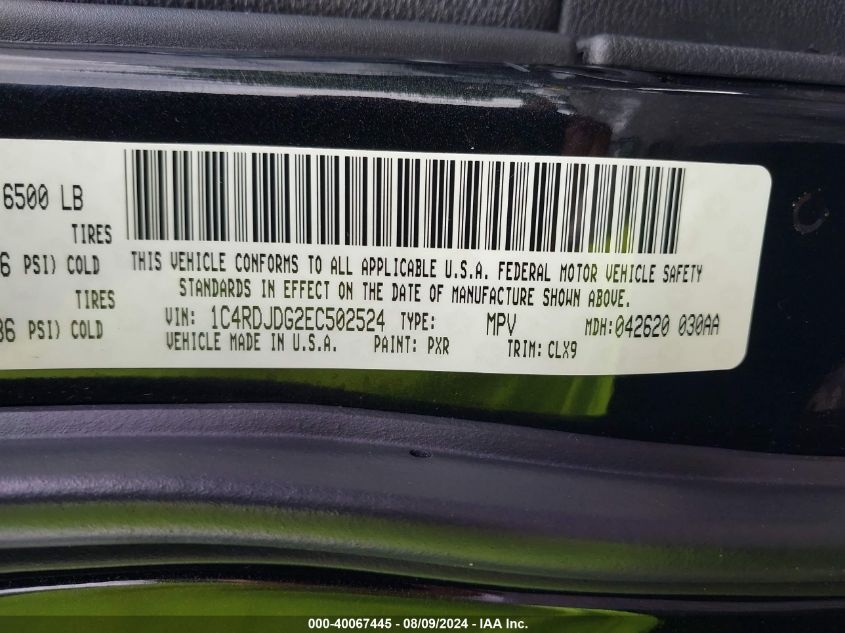 6500 LB
TIRES
6 PSI) COLD
TIRES
36 PSI) COLD
THIS VEHICLE CONFORMS TO ALL APPLICABLE U.S.A. FEDERAL MOTOR VEHICLE SAFETY
STANDARDS IN EFFECT ON THE DATE OF MANUFACTURE SHOWN ABOVE.
VIN: 1C4RDJDG2EC502524 TYPE: MPV MDH:042620 030AA
VEHICLE MADE IN U.S.A. PAINT: PXR TRIM: CLX9
000-40067445 - 08/09/2024 - IAA Inc.